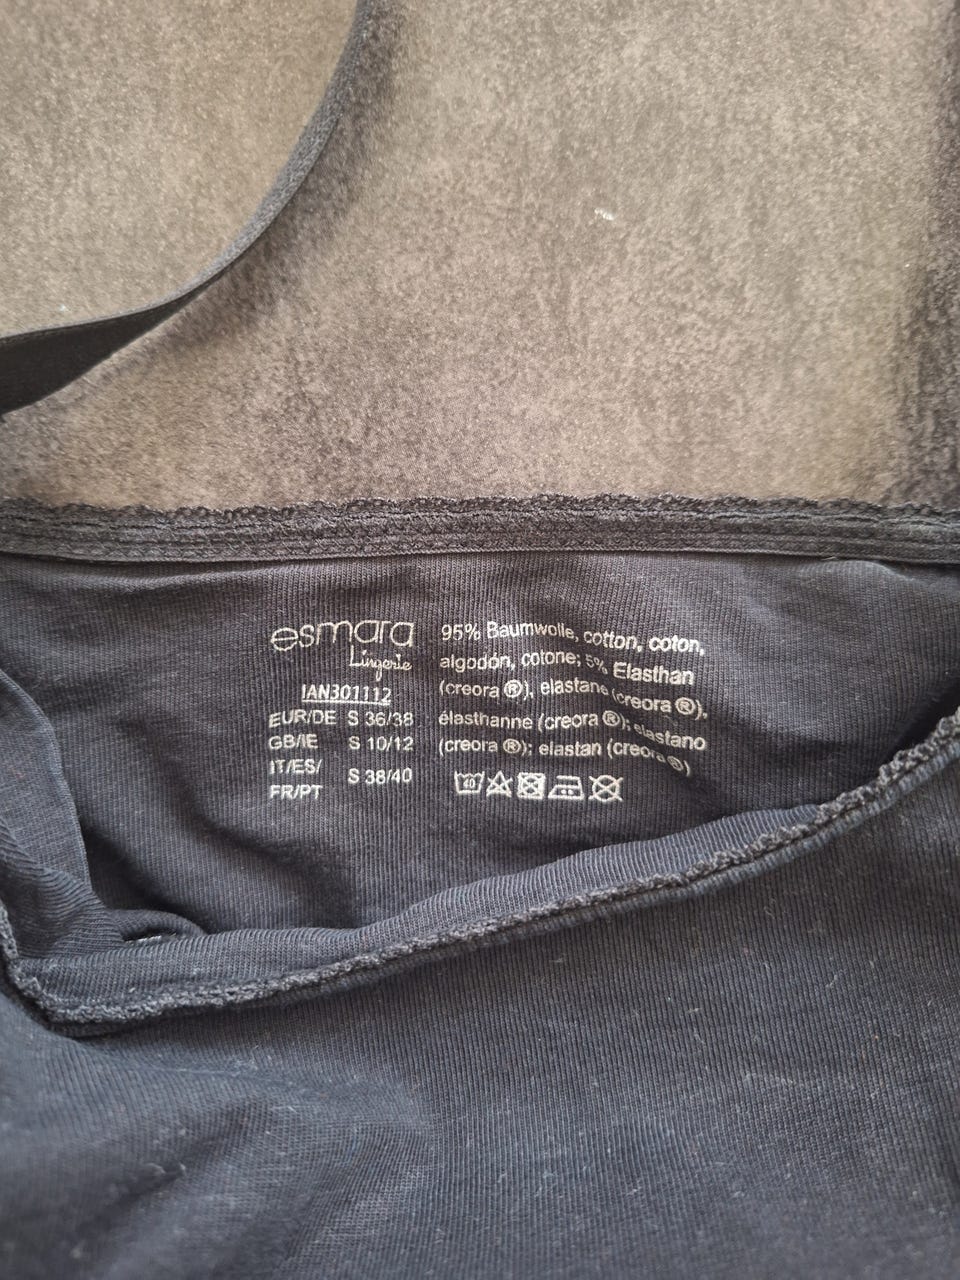 esmara
Lingerie
IAN301112
EUR/DE S 36/38
GB/IE S 10/12
IT/ES/
FR/PT S 38/40
95% Baumwolle, cotton, coton,
algodón, cotone; 5% Elasthan
(creora ®), elastane (creora ®),
élasthanne (creora ®); elastano
(creora ®); elastan (creora ®)
40